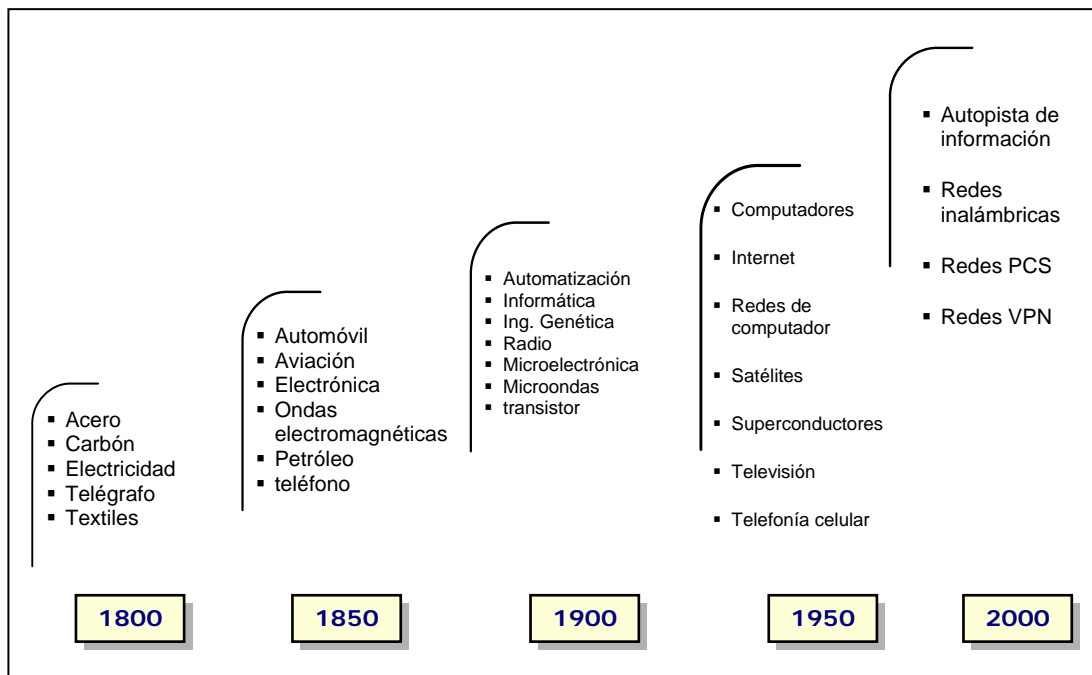 ▪ Acero
▪ Carbón
▪ Electricidad
▪ Telégrafo
▪ Textiles
1800
▪ Automóvil
▪ Aviación
▪ Electrónica
▪ Ondas
electromagnéticas
▪ Petróleo
▪ teléfono
1850
▪ Automatización
▪ Informática
▪ Ing. Genética
▪ Radio
▪ Microelectrónica
▪ Microondas
▪ transistor
1900
▪ Computadores
▪ Internet
▪ Redes de
computador
▪ Satélites
▪ Superconductores
▪ Televisión
▪ Telefonía celular
1950
▪ Autopista de
información
▪ Redes
inalámbricas
▪ Redes PCS
▪ Redes VPN
2000